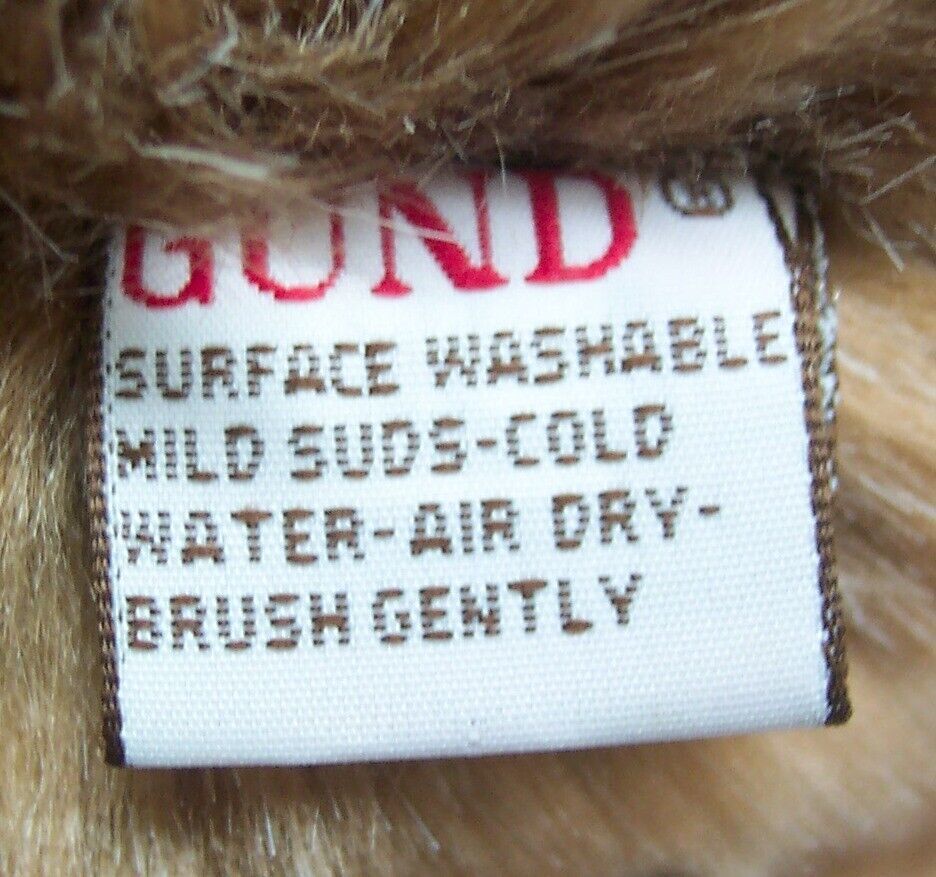 GUND®
SURFACE WASHABLE
MILD SUDS-COLD
WATER-AIR DRY-
BRUSH GENTLY